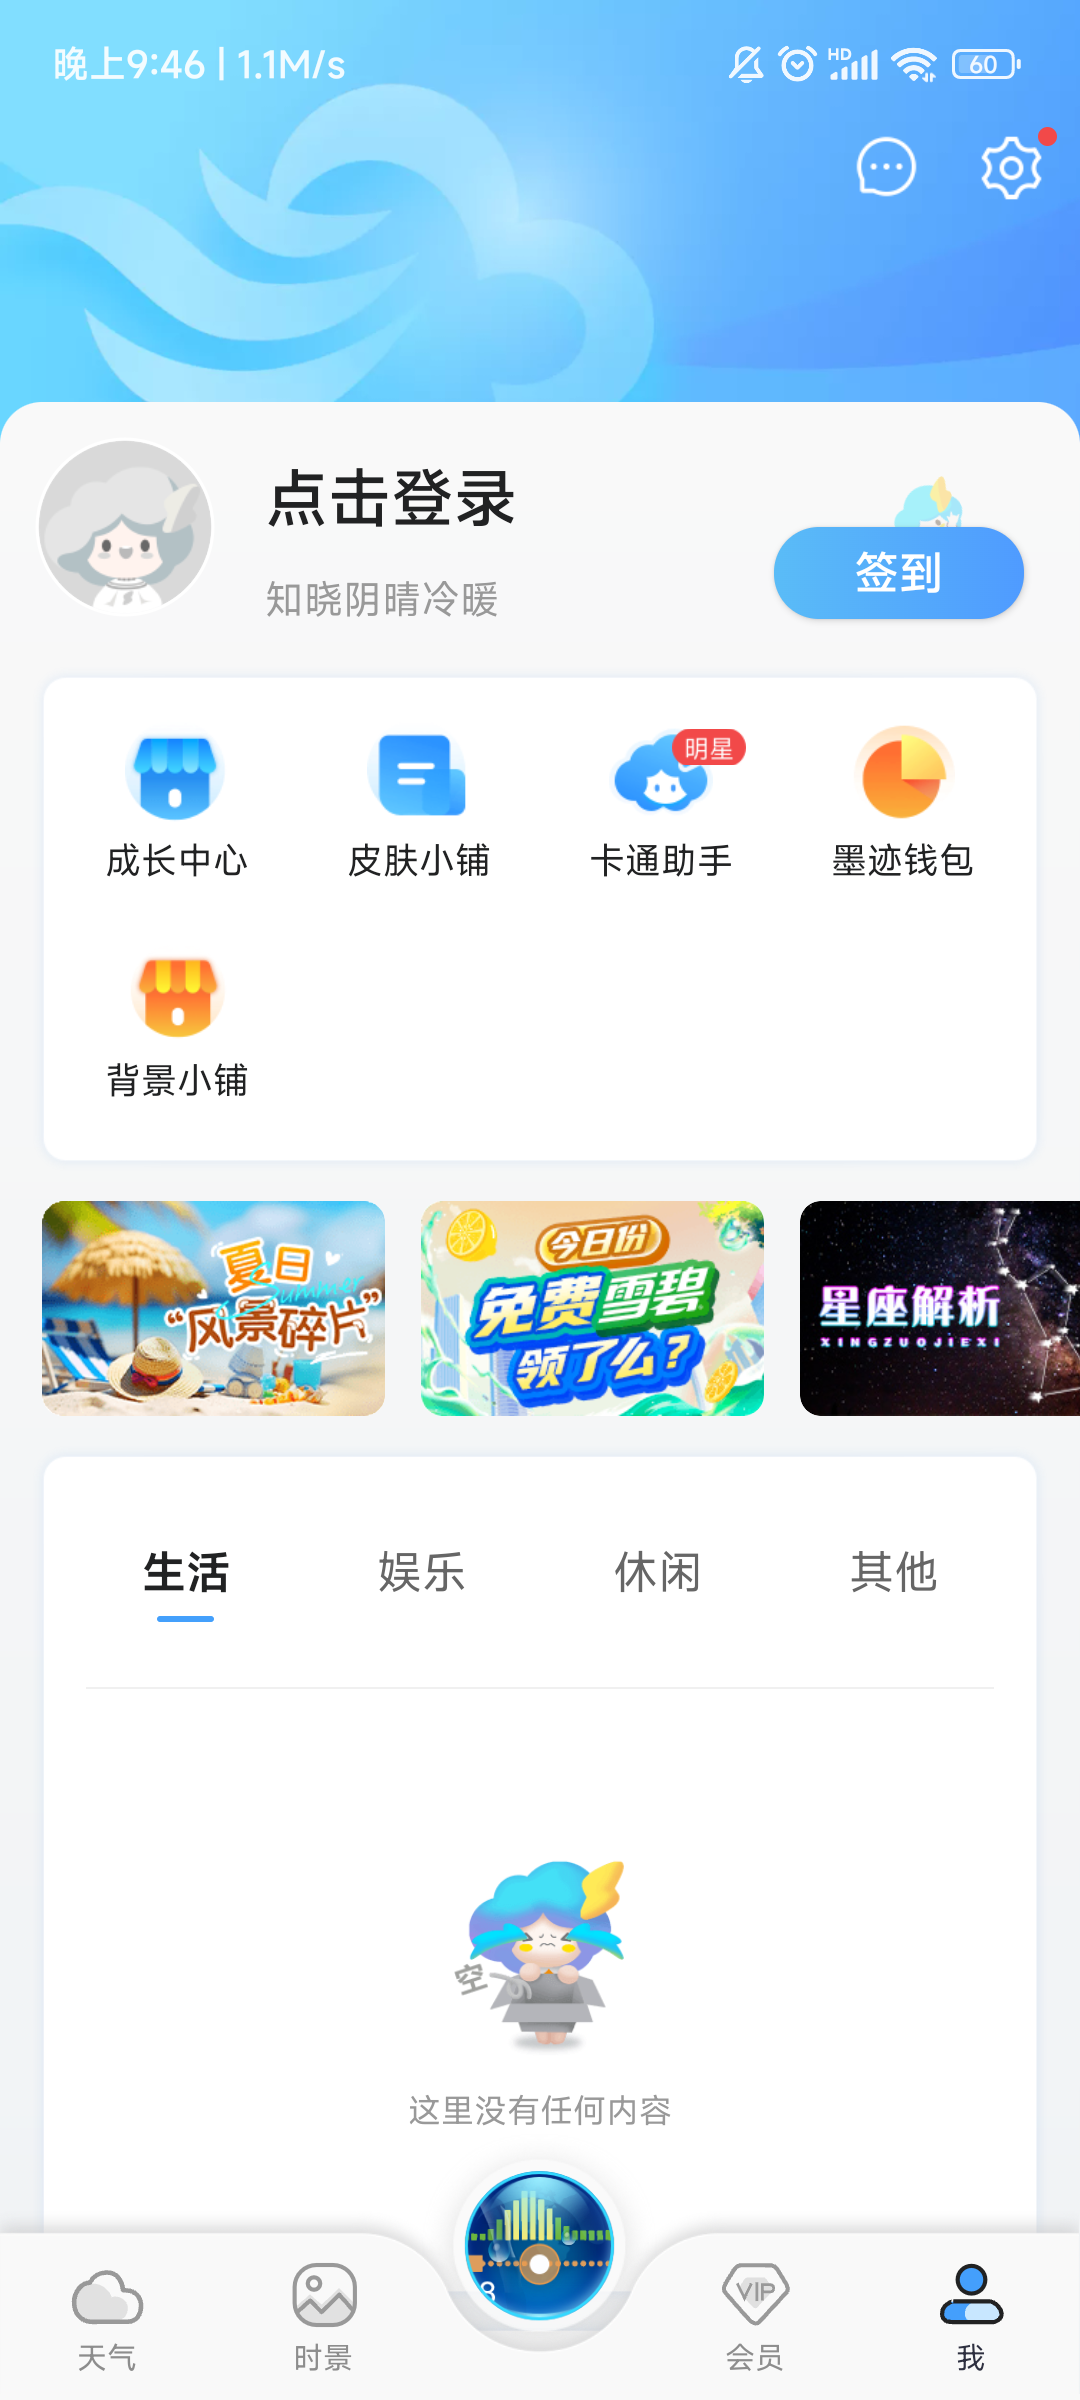 晚上9:46 | 1.1M/s
HD
60
点击登录
知晓阴晴冷暖
签到
明星
成长中心
皮肤小铺
卡通助手
墨迹钱包
背景小铺
夏日
Summer
“风景碎片”
今日份
免费雪碧
领了么?
星座解析
XINGZUOJIEXI
生活
娱乐
休闲
其他
空
这里没有任何内容
8
天气
时景
VIP
会员
我